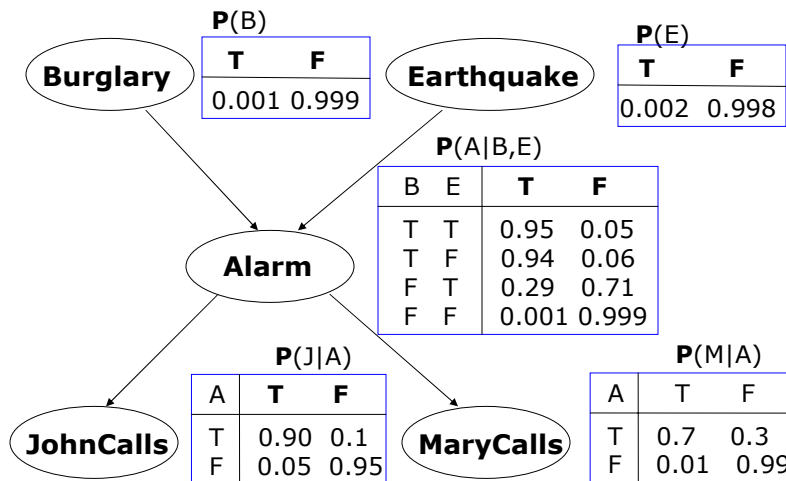 P(B)
T F
0.001 0.999
Burglary
Earthquake
P(E)
T F
0.002 0.998
P(A|B,E)
B E T F
T T 0.95 0.05
T F 0.94 0.06
F T 0.29 0.71
F F 0.001 0.999
Alarm
P(J|A)
A T F
T 0.90 0.1
F 0.05 0.95
JohnCalls
MaryCalls
P(M|A)
A T F
T 0.7 0.3
F 0.01 0.99